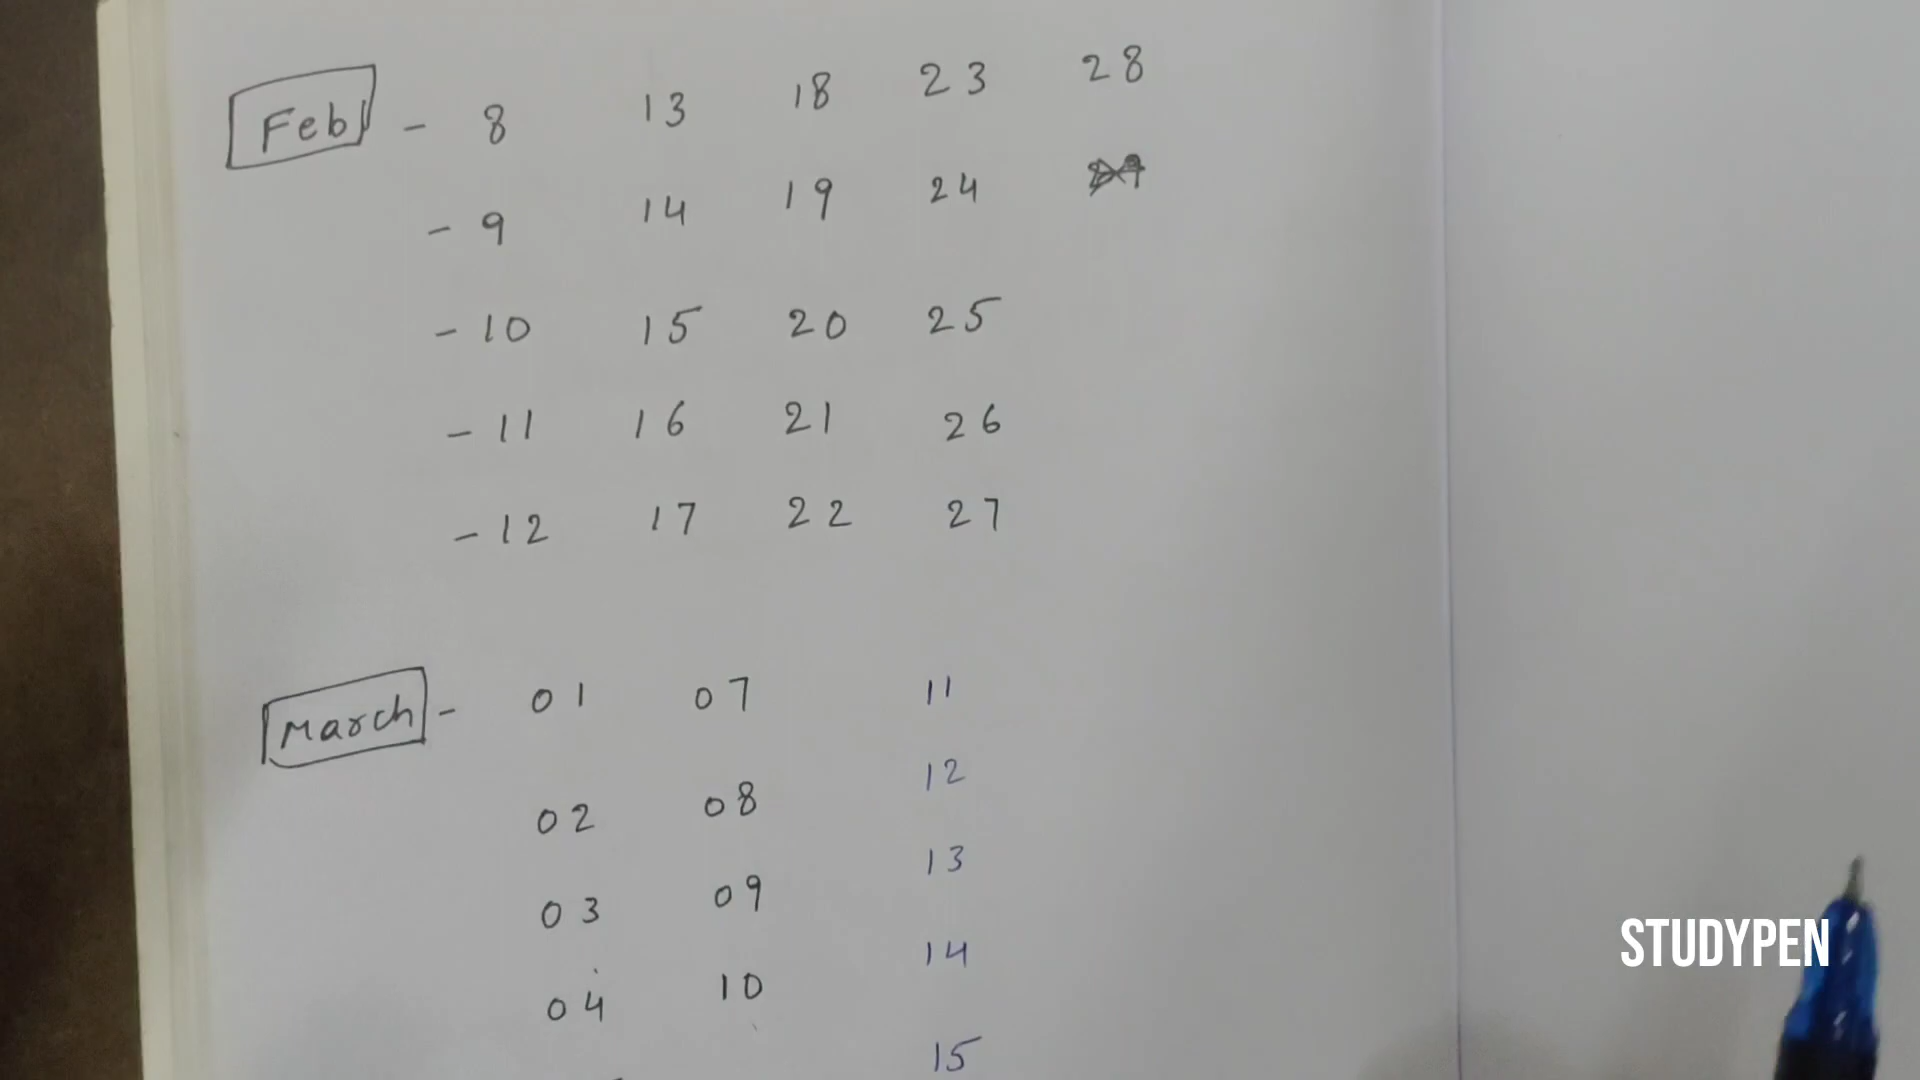 Feb - 8 13 18 23 28
- 9 14 19 24
- 10 15 20 25
- 11 16 21 26
- 12 17 22 27
March - 01 07 11
02 08 12
03 09 13
04 10 14
15
STUDYPEN